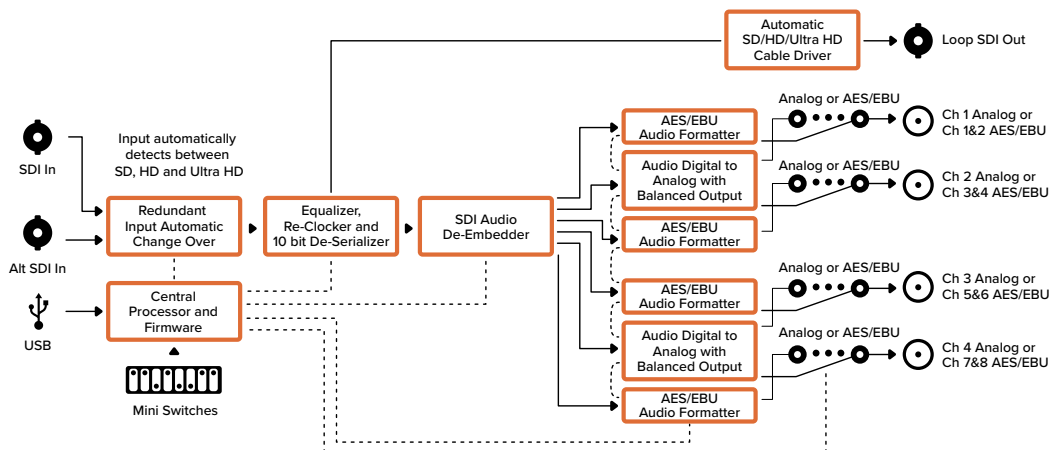 Automatic
SD/HD/Ultra HD
Cable Driver
Loop SDI Out
SDI In
Input automatically
detects between
SD, HD and Ultra HD
Alt SDI In
Redundant
Input Automatic
Change Over
Equalizer,
Re-Clocker and
10 bit De-Serializer
SDI Audio
De-Embedder
USB
Central
Processor and
Firmware
Mini Switches
AES/EBU
Audio Formatter
Audio Digital to
Analog with
Balanced Output
AES/EBU
Audio Formatter
AES/EBU
Audio Formatter
Audio Digital to
Analog with
Balanced Output
AES/EBU
Audio Formatter
Analog or AES/EBU
Ch 1 Analog or
Ch 1&2 AES/EBU
Analog or AES/EBU
Ch 2 Analog or
Ch 3&4 AES/EBU
Analog or AES/EBU
Ch 3 Analog or
Ch 5&6 AES/EBU
Analog or AES/EBU
Ch 4 Analog or
Ch 7&8 AES/EBU